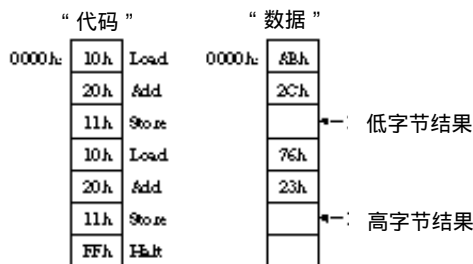 “ 代码 ” “ 数据 ”
0000h: 10h Load 0000h: ABh
20h Add 2Ch
11h Store 低字节结果
10h Load 76h
20h Add 23h
11h Store 高字节结果
FFh Halt